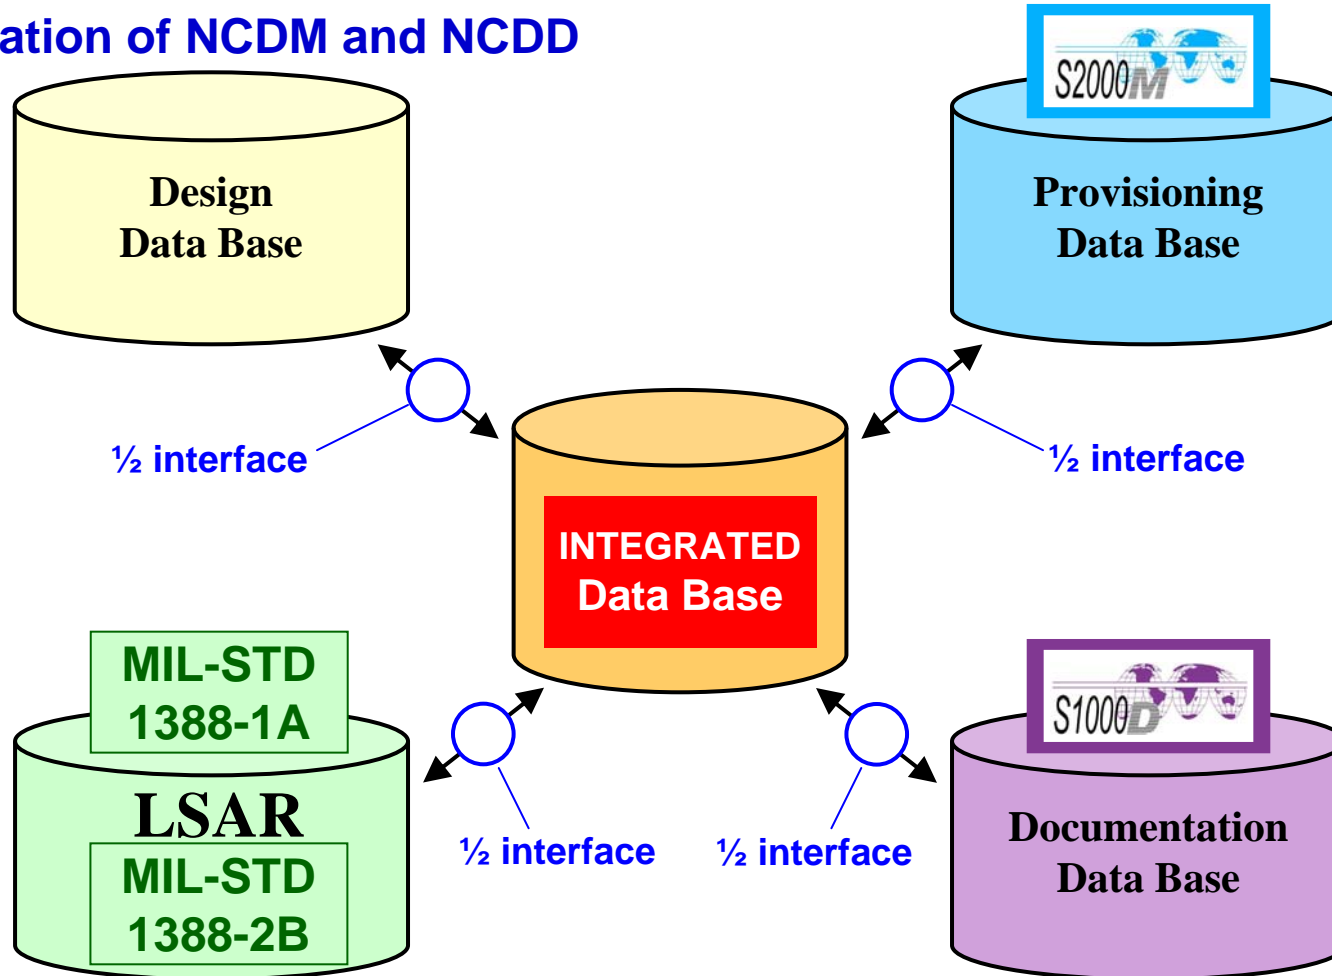 ation of NCDM and NCDD
S2000M
Design
Data Base
Provisioning
Data Base
½ interface
½ interface
INTEGRATED
Data Base
MIL-STD
1388-1A
LSAR
MIL-STD
1388-2B
½ interface
½ interface
S1000D
Documentation
Data Base